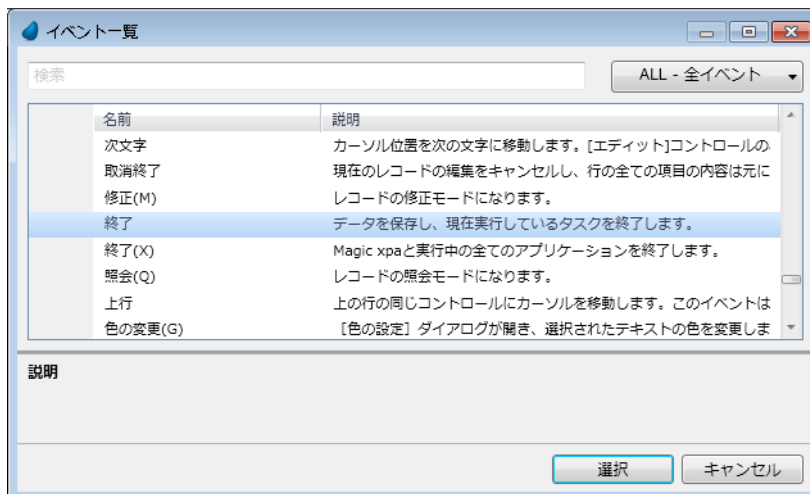 イベント一覧
検索
ALL - 全イベント
名前 説明
次文字 カーソル位置を次の文字に移動します。[エディット]コントロールの
取消終了 現在のレコードの編集をキャンセルし、行の全ての項目の内容は元に
修正(M) レコードの修正モードになります。
終了 データを保存し、現在実行しているタスクを終了します。
終了(X) Magic xpaと実行中の全てのアプリケーションを終了します。
照会(Q) レコードの照会モードになります。
上行 上の行の同じコントロールにカーソルを移動します。このイベントは
色の変更(G) [色の設定] ダイアログが開き、選択されたテキストの色を変更しま
説明
選択 キャンセル